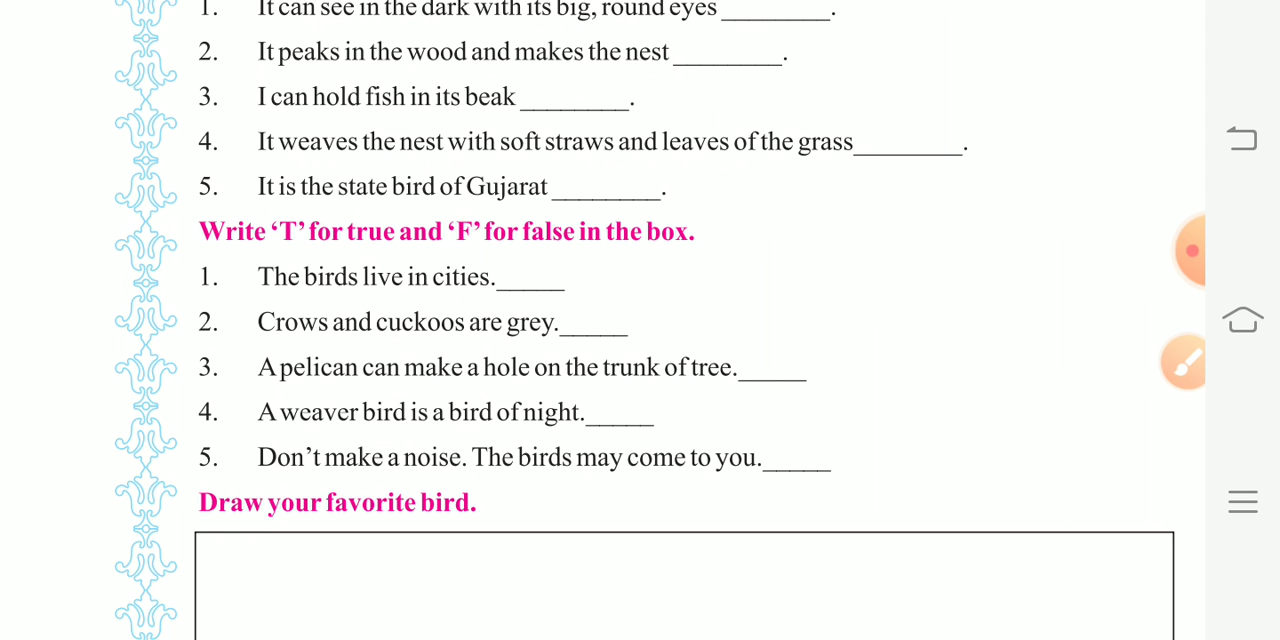 1. It can see in the dark with its big, round eyes ________.
2. It peaks in the wood and makes the nest ________.
3. I can hold fish in its beak ________.
4. It weaves the nest with soft straws and leaves of the grass________.
5. It is the state bird of Gujarat ________.
Write ‘T’ for true and ‘F’ for false in the box.
1. The birds live in cities._____
2. Crows and cuckoos are grey._____
3. A pelican can make a hole on the trunk of tree._____
4. A weaver bird is a bird of night._____
5. Don’t make a noise. The birds may come to you._____
Draw your favorite bird.